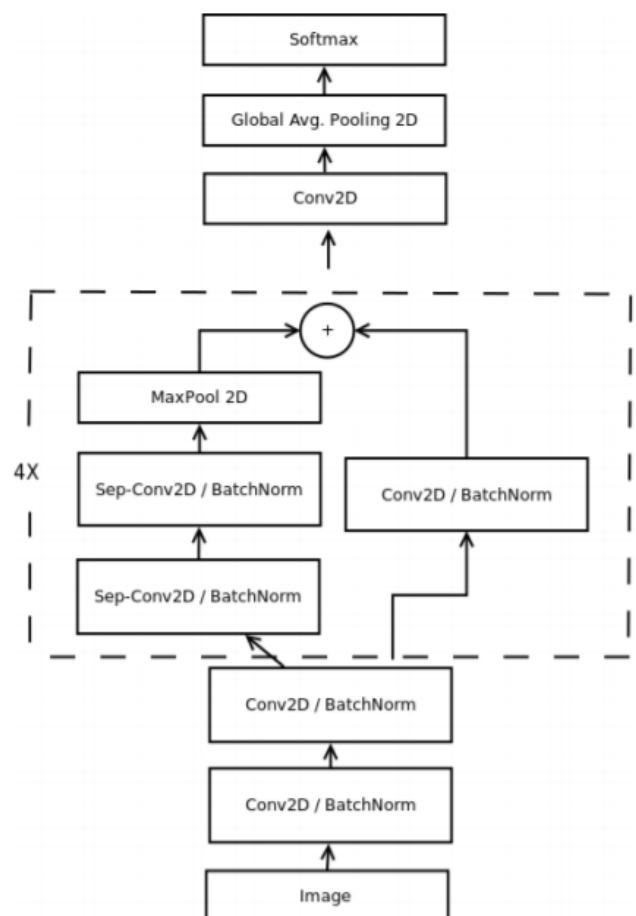 Softmax
Global Avg. Pooling 2D
Conv2D
+
MaxPool 2D
4X
Sep-Conv2D / BatchNorm
Conv2D / BatchNorm
Sep-Conv2D / BatchNorm
Conv2D / BatchNorm
Conv2D / BatchNorm
Image